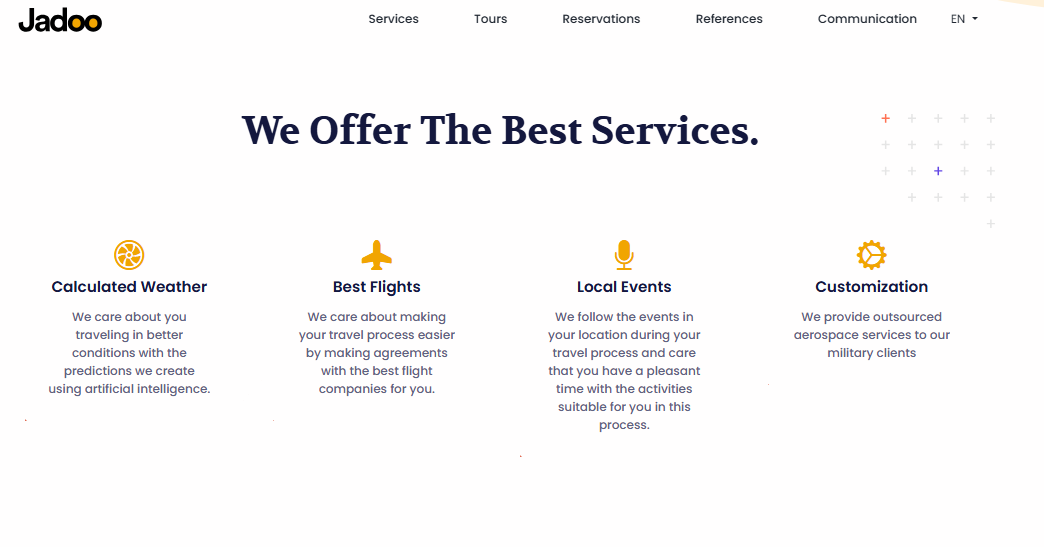 Jadoo
Services
Tours
Reservations
References
Communication
EN
We Offer The Best Services.
Calculated Weather
We care about you
traveling in better
conditions with the
predictions we create
using artificial intelligence.
Best Flights
We care about making
your travel process easier
by making agreements
with the best flight
companies for you.
Local Events
We follow the events in
your location during your
travel process and care
that you have a pleasant
time with the activities
suitable for you in this
process.
Customization
We provide outsourced
aerospace services to our
military clients